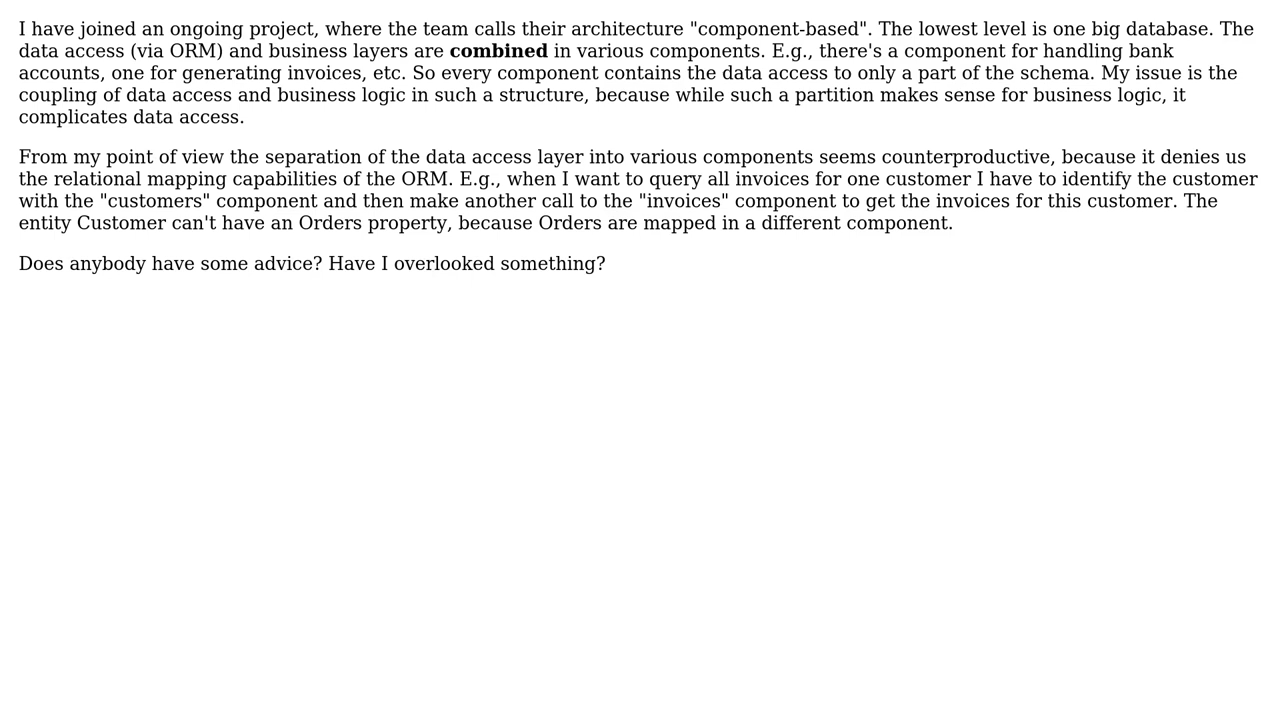 I have joined an ongoing project, where the team calls their architecture "component-based". The lowest level is one big database. The
data access (via ORM) and business layers are combined in various components. E.g., there's a component for handling bank
accounts, one for generating invoices, etc. So every component contains the data access to only a part of the schema. My issue is the
coupling of data access and business logic in such a structure, because while such a partition makes sense for business logic, it
complicates data access.
From my point of view the separation of the data access layer into various components seems counterproductive, because it denies us
the relational mapping capabilities of the ORM. E.g., when I want to query all invoices for one customer I have to identify the customer
with the "customers" component and then make another call to the "invoices" component to get the invoices for this customer. The
entity Customer can't have an Orders property, because Orders are mapped in a different component.
Does anybody have some advice? Have I overlooked something?